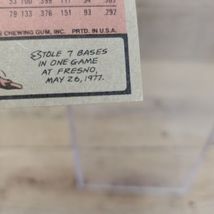 79 133 376 151 93 .292
CHEWING GUM, INC. PRTD. IN U.S.A.
STOLE 7 BASES
IN ONE GAME
AT FRESNO,
MAY 26, 1977.